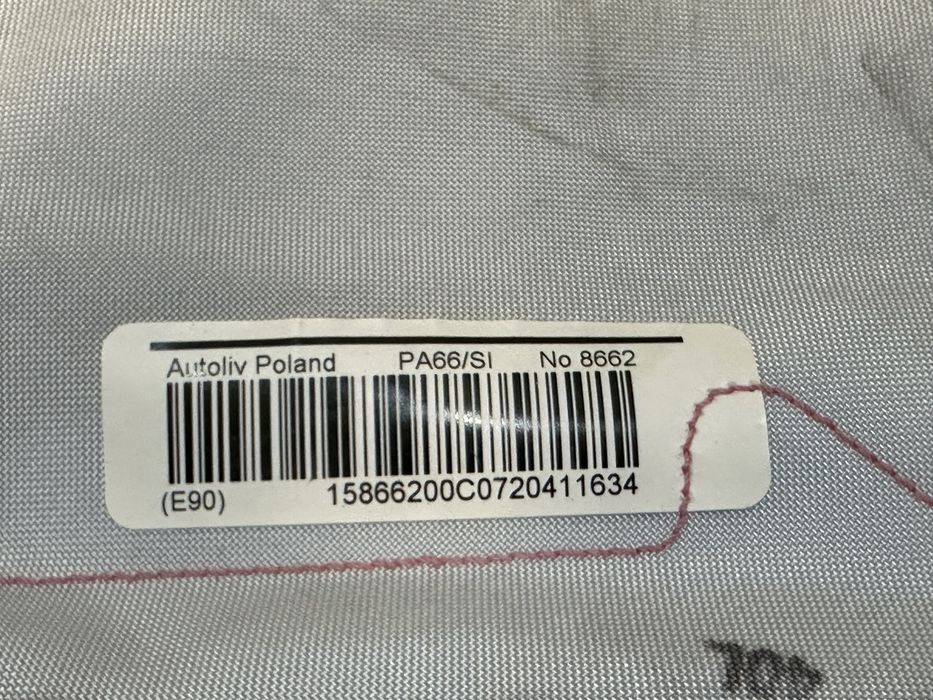 Autoliv Poland PA66/SI No 8662
(E90) 15866200C0720411634